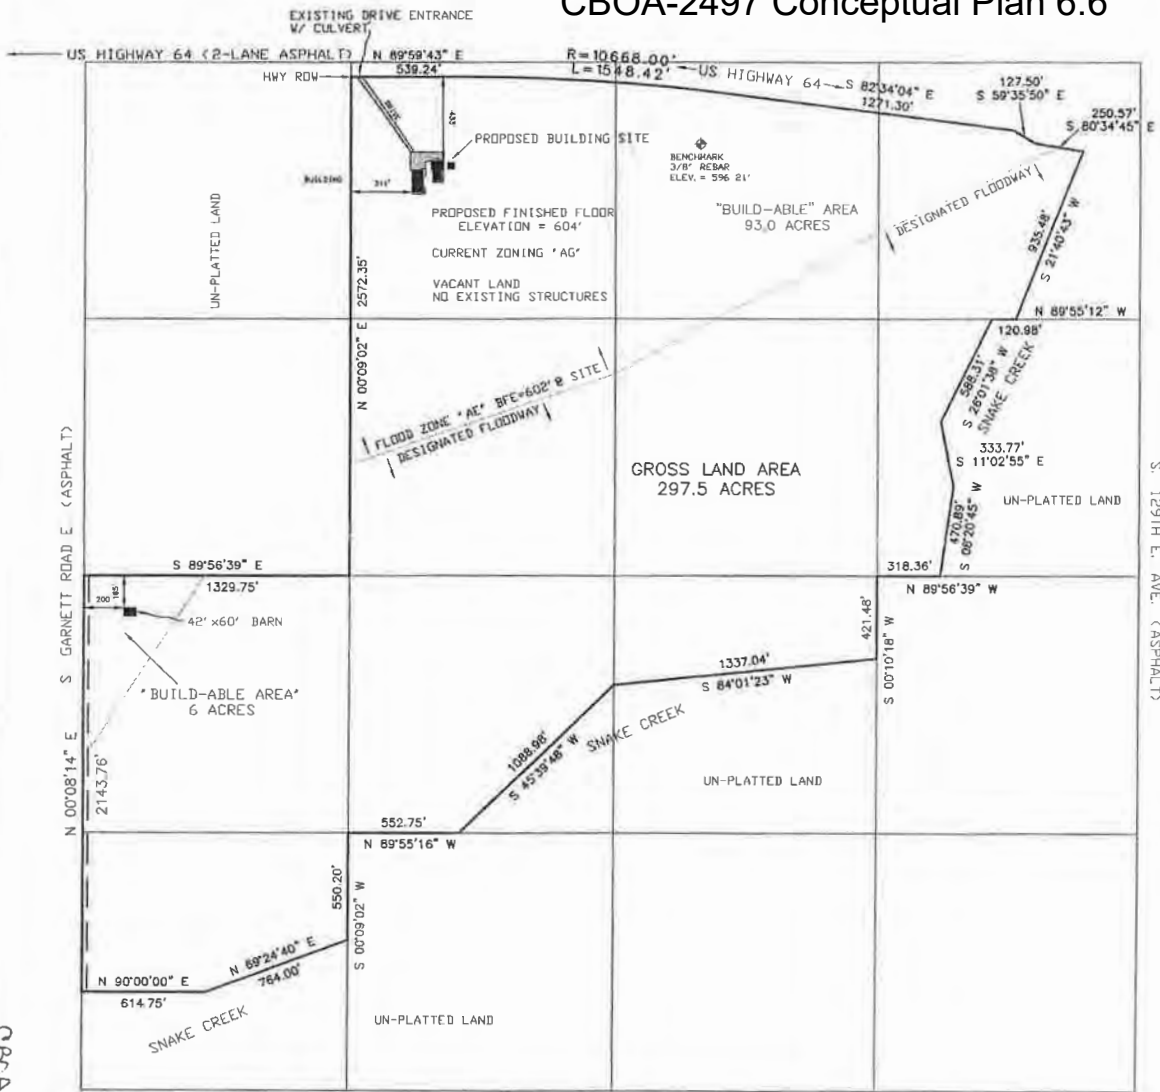 CBOA-2497 Conceptual Plan 6.6
EXISTING DRIVE ENTRANCE
W/ CULVERT
US HIGHWAY 64 (2-LANE ASPHALT)
N 89°59'43" E
539.24'
R=10668.00'
L=1548.42'
US HIGHWAY 64
S 82°34'04" E
1271.30'
127.50'
S 59°35'50" E
250.57'
S 80°34'45" E
HWY ROW
DRIVE
PROPOSED BUILDING SITE
BUILDING
311'
BENCHMARK
3/8" REBAR
ELEV. = 596 21'
"BUILD-ABLE" AREA
93.0 ACRES
DESIGNATED FLOODWAY
935.48'
S 21°40'43" W
UN-PLATTED LAND
PROPOSED FINISHED FLOOR
ELEVATION = 604'
CURRENT ZONING "AG"
VACANT LAND
NO EXISTING STRUCTURES
N 00°09'02" E 2572.35'
N 89°55'12" W
120.98'
588.31'
S 26°01'38" W
SNAKE CREEK
FLOOD ZONE "AE" BFE=602' @ SITE
DESIGNATED FLOODWAY
333.77'
S 11°02'55" E
GROSS LAND AREA
297.5 ACRES
470.89'
S 08°20'45" W
UN-PLATTED LAND
S GARNETT ROAD E (ASPHALT)
S. 129TH E. AVE. (ASPHALT)
S 89°56'39" E
1329.75'
318.36'
N 89°56'39" W
200
165
42' x60' BARN
"BUILD-ABLE AREA"
6 ACRES
421.48'
S 00°10'18" W
1337.04'
S 84°01'23" W
SNAKE CREEK
1088.98'
S 45°39'48" W
UN-PLATTED LAND
N 00°08'14" E
2143.76'
552.75'
N 89°55'16" W
550.20'
S 00°09'02" W
N 69°24'40" E
764.00'
N 90°00'00" E
614.75'
SNAKE CREEK
UN-PLATTED LAND